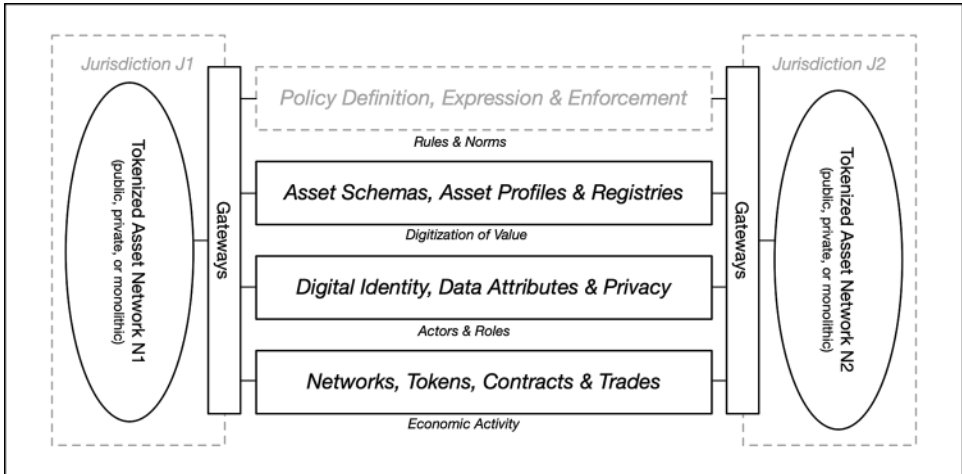 Jurisdiction J1
Jurisdiction J2
Tokenized Asset Network N1
(public, private, or monolithic)
Gateways
Policy Definition, Expression & Enforcement
Rules & Norms
Asset Schemas, Asset Profiles & Registries
Digitization of Value
Digital Identity, Data Attributes & Privacy
Actors & Roles
Networks, Tokens, Contracts & Trades
Economic Activity
Gateways
Tokenized Asset Network N2
(public, private, or monolithic)